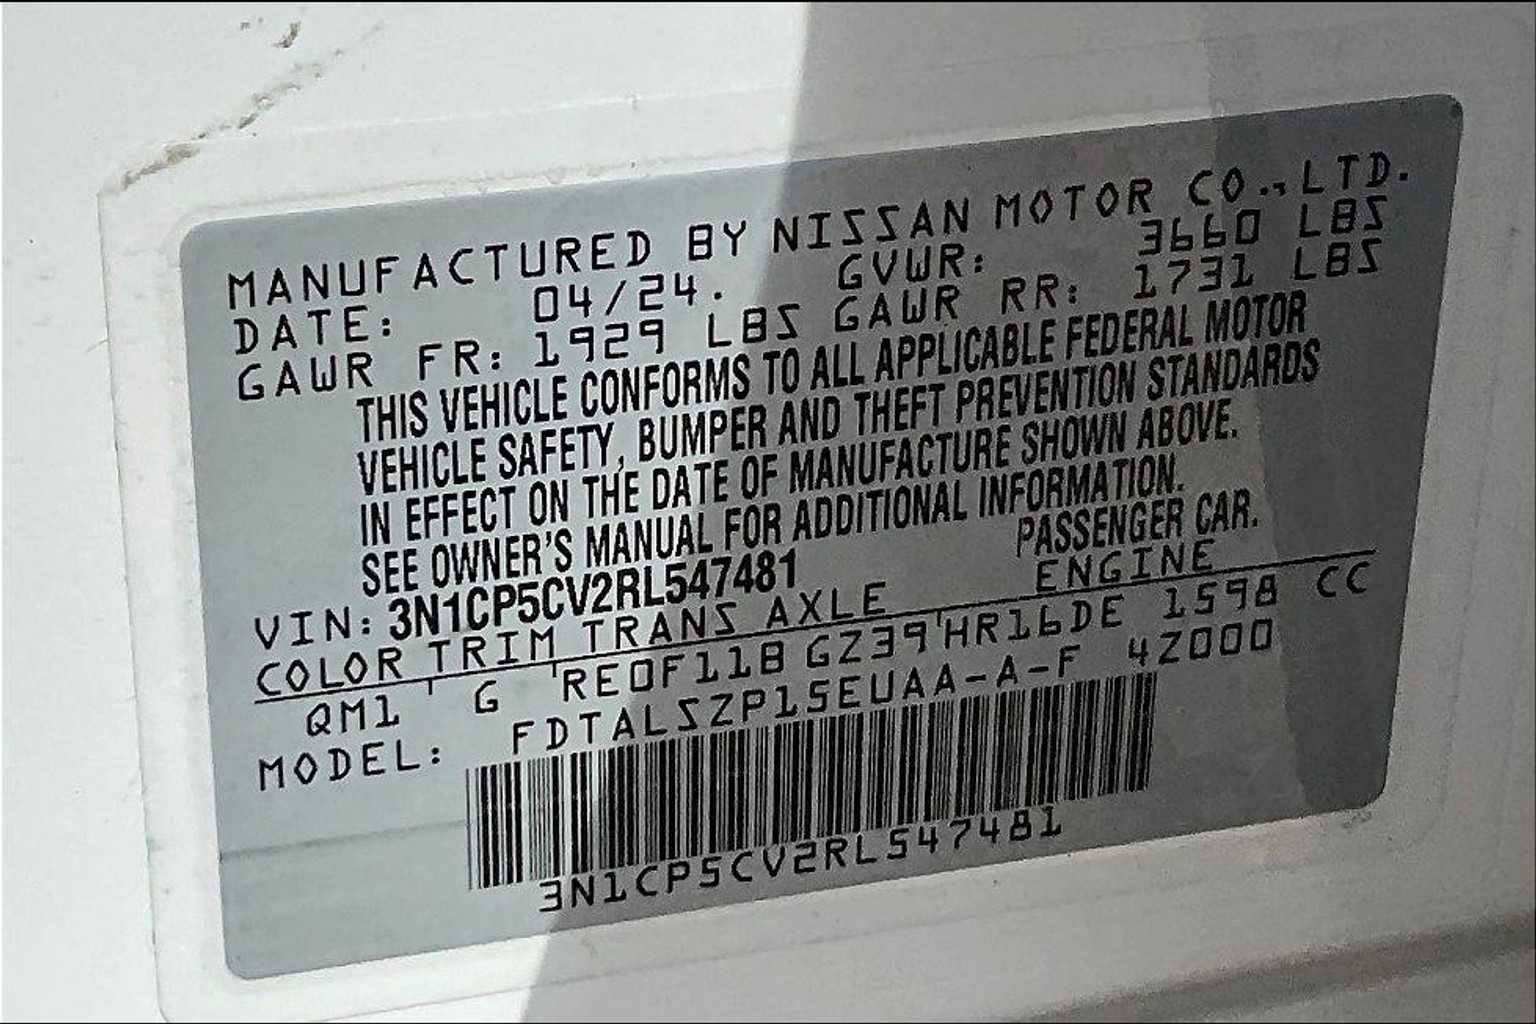 MANUFACTURED BY NISSAN MOTOR CO., LTD.
DATE: 04/24. GVWR: 3660 LBS
GAWR FR: 1929 LBS GAWR RR: 1731 LBS
THIS VEHICLE CONFORMS TO ALL APPLICABLE FEDERAL MOTOR
VEHICLE SAFETY, BUMPER AND THEFT PREVENTION STANDARDS
IN EFFECT ON THE DATE OF MANUFACTURE SHOWN ABOVE.
SEE OWNER'S MANUAL FOR ADDITIONAL INFORMATION.
VIN: 3N1CP5CV2RL547481 PASSENGER CAR.
COLOR TRIM TRANS AXLE ENGINE
QM1 G RE0F11B GZ39 HR16DE 1598 CC
MODEL: FDTALSZP15EUAA-A-F 4Z000
3N1CP5CV2RL547481